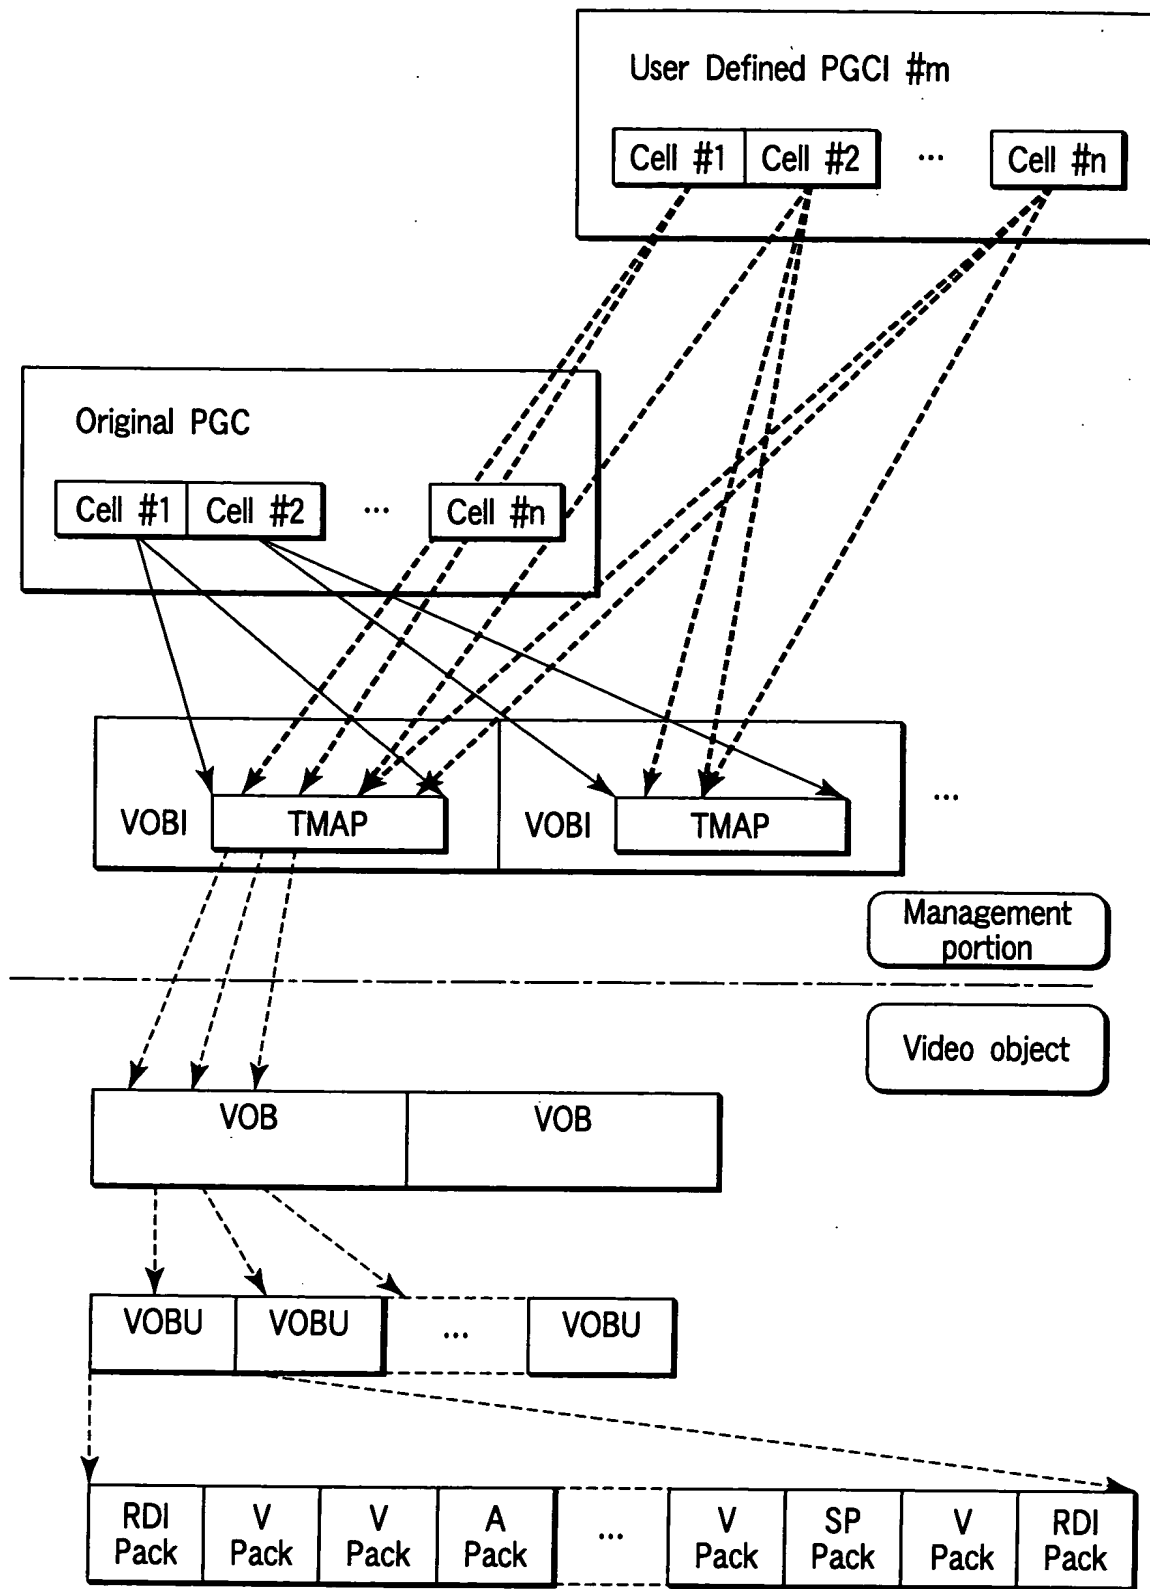 User Defined PGCI #m
Cell #1 Cell #2 ... Cell #n
Original PGC
Cell #1 Cell #2 ... Cell #n
VOBI TMAP VOBI TMAP ...
Management
portion
Video object
VOB VOB
VOBU VOBU ... VOBU
RDI Pack
V Pack
V Pack
A Pack
...
V Pack
SP Pack
V Pack
RDI Pack